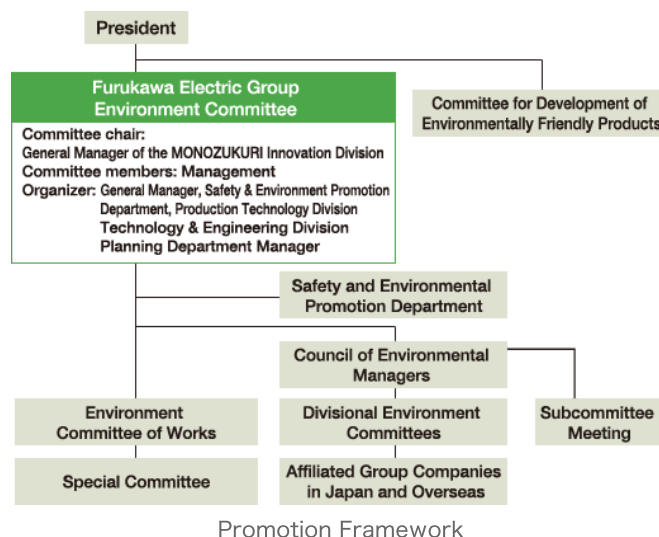 President
Furukawa Electric Group
Environment Committee
Committee chair:
General Manager of the MONOZUKURI Innovation Division
Committee members: Management
Organizer: General Manager, Safety & Environment Promotion
Department, Production Technology Division
Technology & Engineering Division
Planning Department Manager
Committee for Development of
Environmentally Friendly Products
Safety and Environmental
Promotion Department
Council of Environmental
Managers
Environment
Committee of Works
Divisional Environment
Committees
Subcommittee
Meeting
Special Committee
Affiliated Group Companies
in Japan and Overseas
Promotion Framework